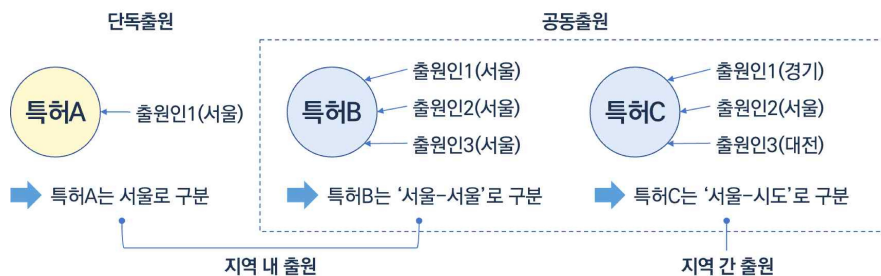 단독출원
공동출원
특허A
출원인1(서울)
특허B
출원인1(서울)
출원인2(서울)
출원인3(서울)
특허C
출원인1(경기)
출원인2(서울)
출원인3(대전)
특허A는 서울로 구분
특허B는 ‘서울-서울’로 구분
특허C는 ‘서울-시도’로 구분
지역 내 출원
지역 간 출원